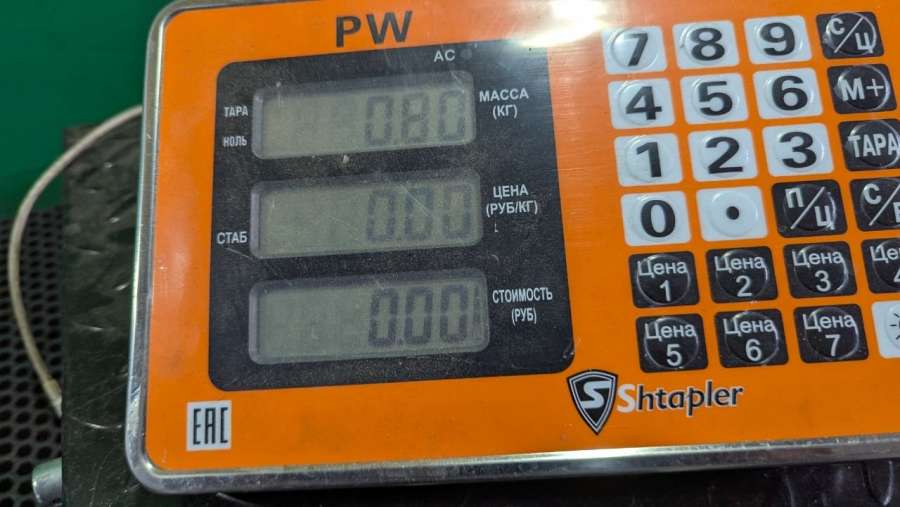 PW
AC
ТАРА
НОЛЬ
0.80
МАССА
(КГ)
СТАБ
0.00
ЦЕНА
(РУБ/КГ)
0.00
СТОИМОСТЬ
(РУБ)
7 8 9 С/Ц
4 5 6 М+
1 2 3 ТАРА
0 . П/Ц
Цена 1 Цена 2 Цена 3
Цена 5 Цена 6 Цена 7
EAC
S Shtapler